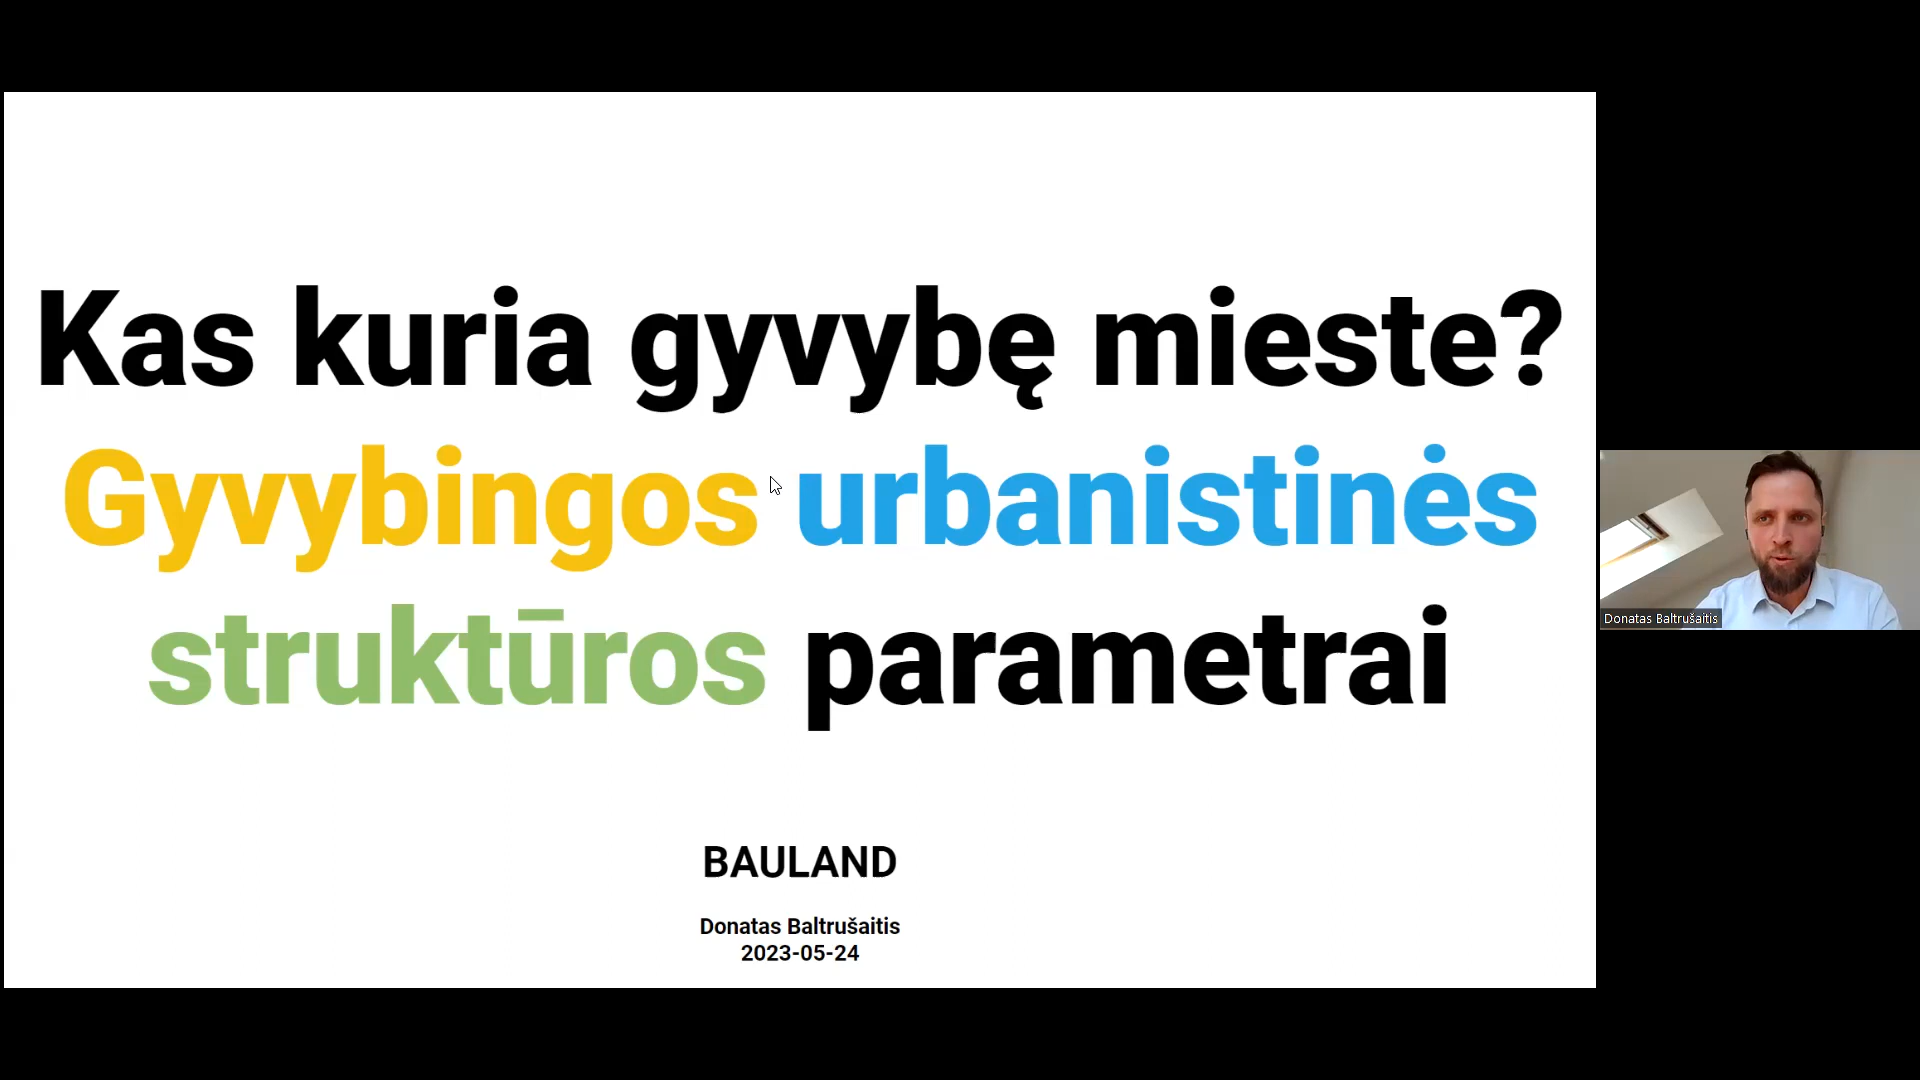 Kas kuria gyvybę mieste?
Gyvybingos urbanistinės
struktūros parametrai
BAULAND
Donatas Baltrušaitis
2023-05-24
Donatas Baltrušaitis